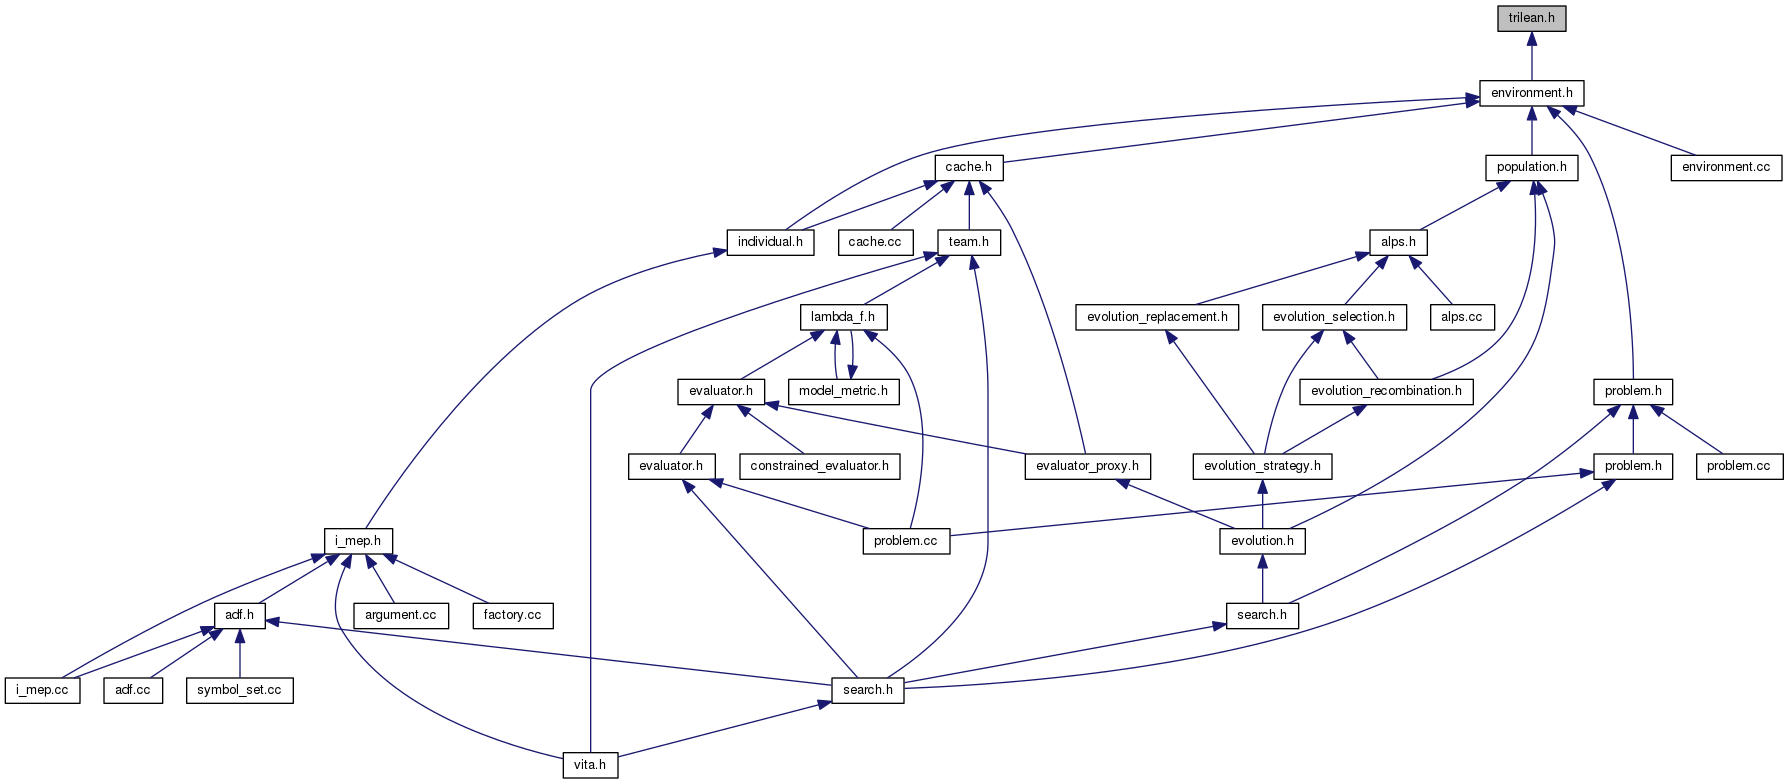 trilean.h
environment.h
cache.h
population.h
environment.cc
individual.h
cache.cc
team.h
alps.h
lambda_f.h
evolution_replacement.h
evolution_selection.h
alps.cc
evaluator.h
model_metric.h
evolution_recombination.h
problem.h
evaluator.h
constrained_evaluator.h
evaluator_proxy.h
evolution_strategy.h
problem.h
problem.cc
i_mep.h
problem.cc
evolution.h
adf.h
argument.cc
factory.cc
search.h
i_mep.cc
adf.cc
symbol_set.cc
search.h
vita.h